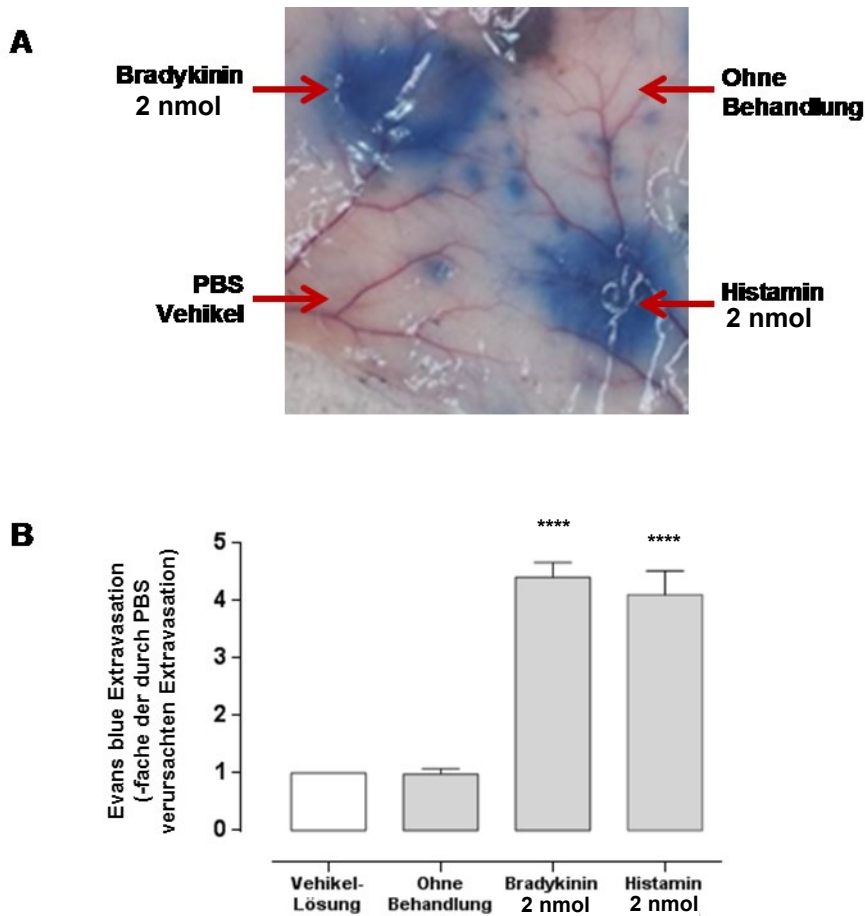 A
Bradykinin
2 nmol
Ohne
Behandlung
PBS
Vehikel
Histamin
2 nmol
B
Evans blue Extravasation
(-fache der durch PBS
verursachten Extravasation)
5
4
3
2
1
0
****
****
Vehikel-
Lösung
Ohne
Behandlung
Bradykinin
2 nmol
Histamin
2 nmol